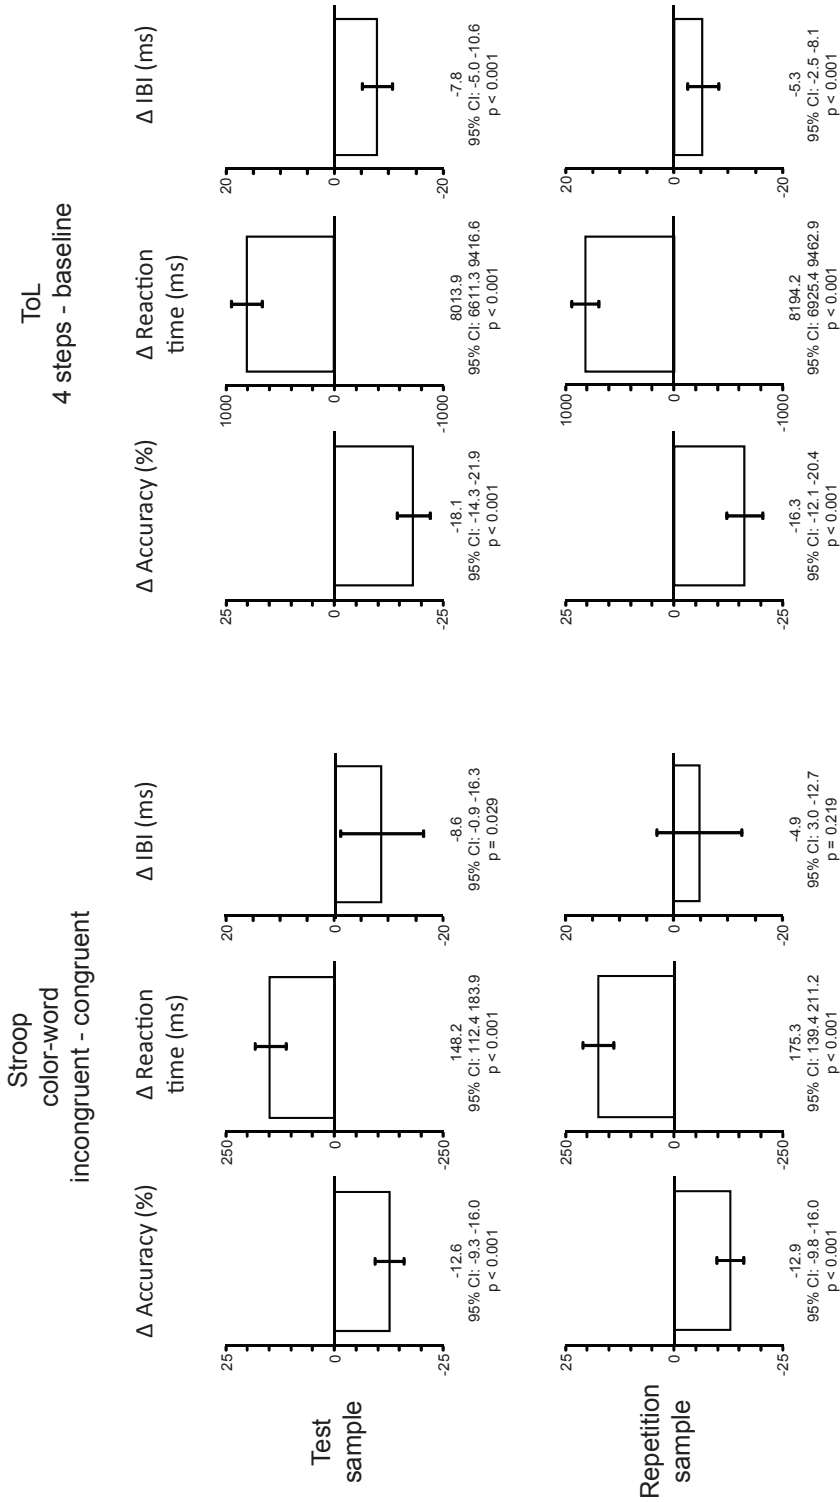 Stroop
color-word
incongruent - congruent
ToL
4 steps - baseline
Δ Accuracy (%)
Δ Reaction
time (ms)
Δ IBI (ms)
Δ Accuracy (%)
Δ Reaction
time (ms)
Δ IBI (ms)
Test
sample
25
0
-25
-12.6
95% CI: -9.3 -16.0
p < 0.001
250
0
-250
148.2
95% CI: 112.4 183.9
p < 0.001
20
0
-20
-8.6
95% CI: -0.9 -16.3
p = 0.029
25
0
-25
-18.1
95% CI: -14.3 -21.9
p < 0.001
1000
0
-1000
8013.9
95% CI: 6611.3 9416.6
p < 0.001
20
0
-20
-7.8
95% CI: -5.0 -10.6
p < 0.001
Repetition
sample
25
0
-25
-12.9
95% CI: -9.8 -16.0
p < 0.001
250
0
-250
175.3
95% CI: 139.4 211.2
p < 0.001
20
0
-20
-4.9
95% CI: 3.0 -12.7
p = 0.219
25
0
-25
-16.3
95% CI: -12.1 -20.4
p < 0.001
1000
0
-1000
8194.2
95% CI: 6925.4 9462.9
p < 0.001
20
0
-20
-5.3
95% CI: -2.5 -8.1
p < 0.001